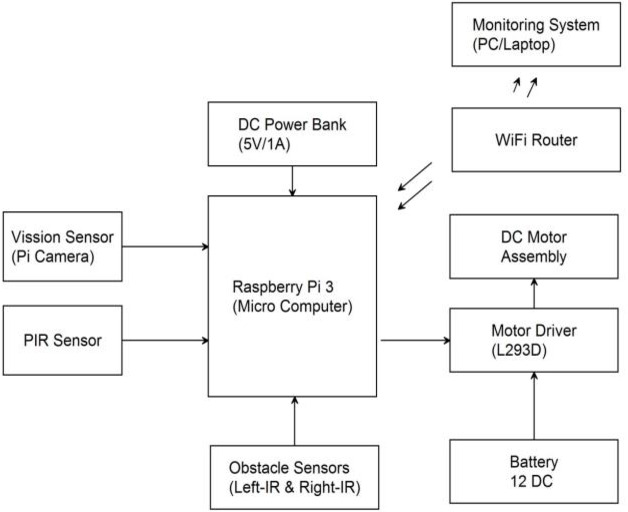 Monitoring System
(PC/Laptop)
DC Power Bank
(5V/1A)
WiFi Router
Vission Sensor
(Pi Camera)
Raspberry Pi 3
(Micro Computer)
DC Motor
Assembly
PIR Sensor
Motor Driver
(L293D)
Obstacle Sensors
(Left-IR & Right-IR)
Battery
12 DC